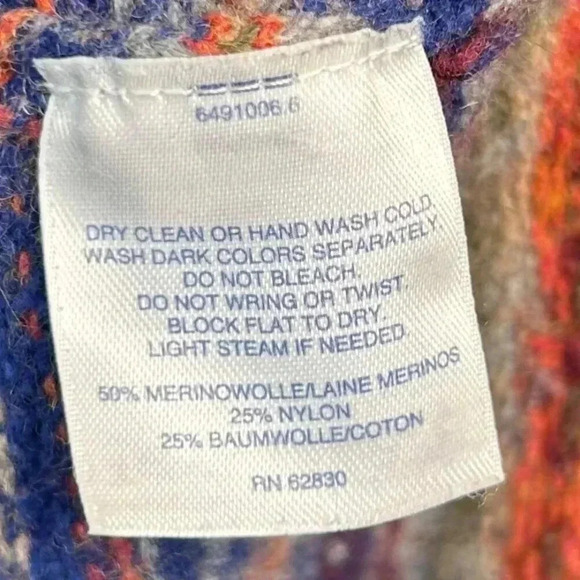 6491006.6
DRY CLEAN OR HAND WASH COLD.
WASH DARK COLORS SEPARATELY.
DO NOT BLEACH.
DO NOT WRING OR TWIST.
BLOCK FLAT TO DRY.
LIGHT STEAM IF NEEDED.
50% MERINOWOLLE/LAINE MERINOS
25% NYLON
25% BAUMWOLLE/COTON
RN 62830